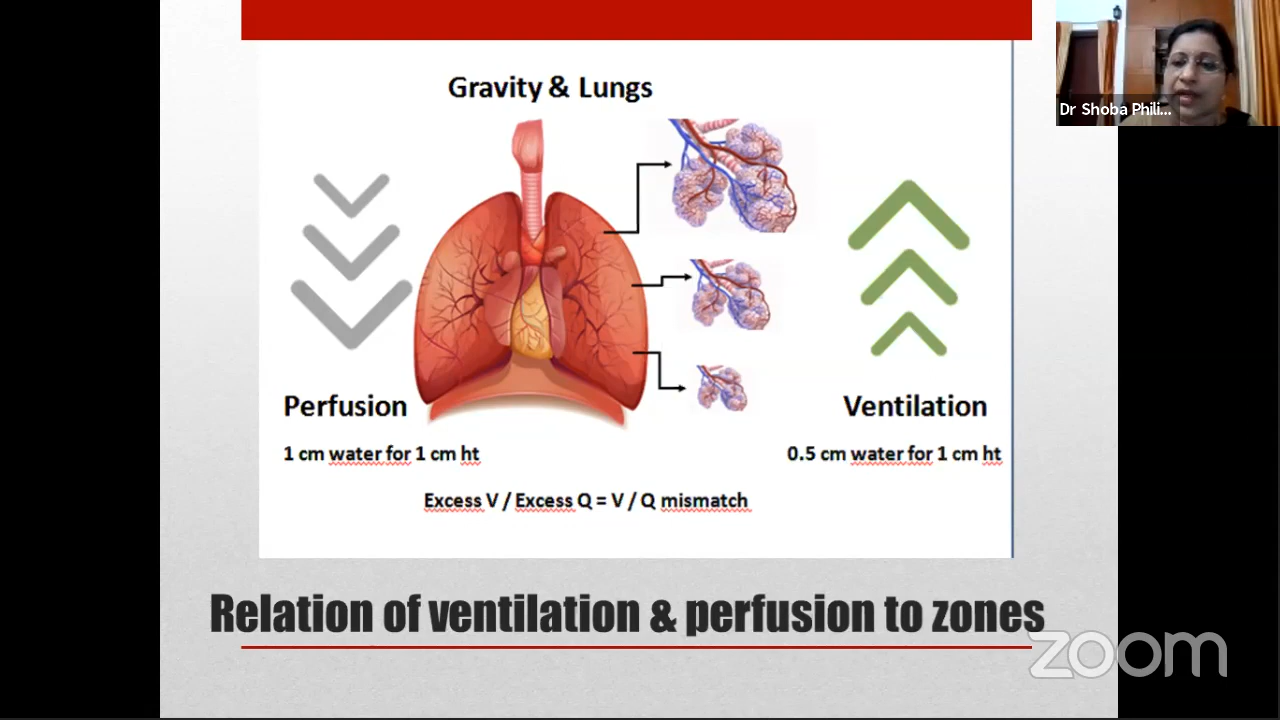 Dr Shoba Phili...
Gravity & Lungs
Perfusion
Ventilation
1 cm water for 1 cm ht
0.5 cm water for 1 cm ht
Excess V / Excess Q = V / Q mismatch
Relation of ventilation & perfusion to zones
zoom